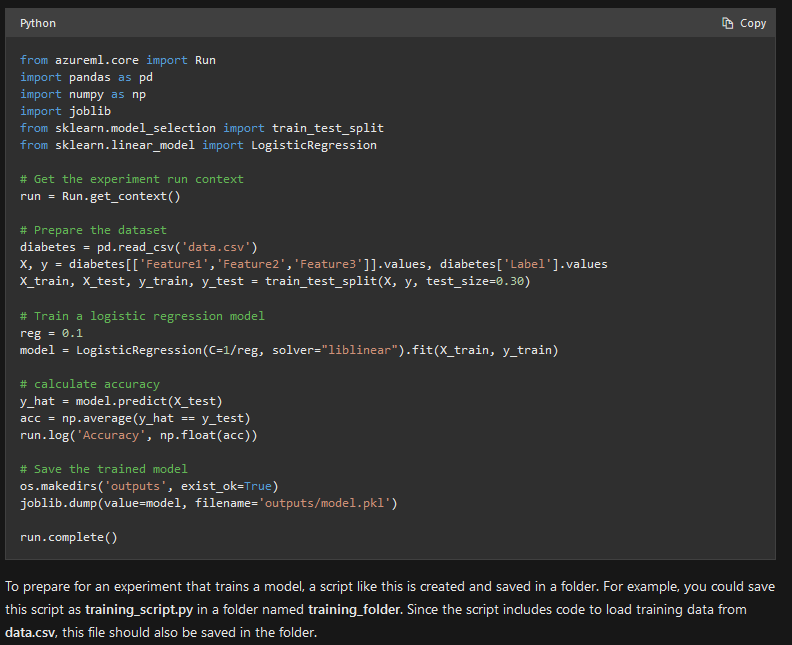 Python
Copy
from azureml.core import Run
import pandas as pd
import numpy as np
import joblib
from sklearn.model_selection import train_test_split
from sklearn.linear_model import LogisticRegression
# Get the experiment run context
run = Run.get_context()
# Prepare the dataset
diabetes = pd.read_csv('data.csv')
X, y = diabetes[['Feature1','Feature2','Feature3']].values, diabetes['Label'].values
X_train, X_test, y_train, y_test = train_test_split(X, y, test_size=0.30)
# Train a logistic regression model
reg = 0.1
model = LogisticRegression(C=1/reg, solver="liblinear").fit(X_train, y_train)
# calculate accuracy
y_hat = model.predict(X_test)
acc = np.average(y_hat == y_test)
run.log('Accuracy', np.float(acc))
# Save the trained model
os.makedirs('outputs', exist_ok=True)
joblib.dump(value=model, filename='outputs/model.pkl')
run.complete()
To prepare for an experiment that trains a model, a script like this is created and saved in a folder. For example, you could save
this script as training_script.py in a folder named training_folder. Since the script includes code to load training data from
data.csv, this file should also be saved in the folder.